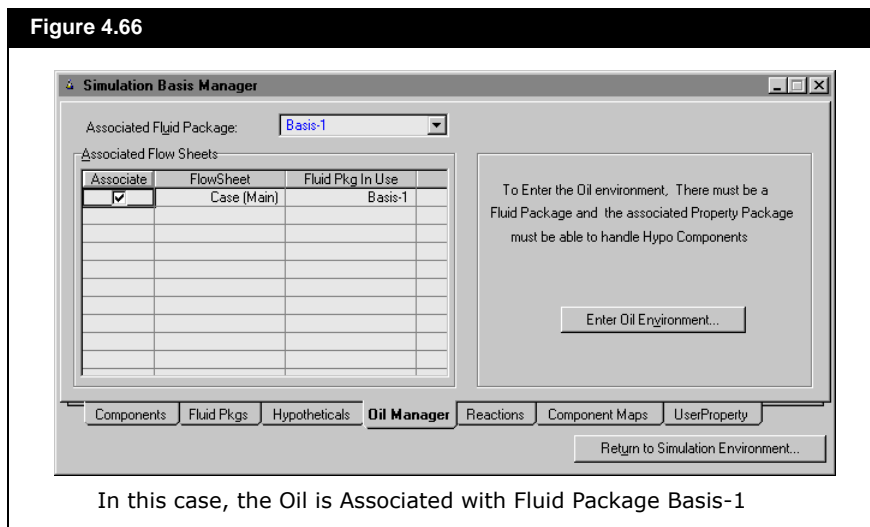 Figure 4.66
Simulation Basis Manager
Associated Fluid Package: Basis-1
Associated Flow Sheets
Associate FlowSheet Fluid Pkg In Use
Case (Main) Basis-1
To Enter the Oil environment, There must be a
Fluid Package and the associated Property Package
must be able to handle Hypo Components
Enter Oil Environment...
Components Fluid Pkgs Hypotheticals Oil Manager Reactions Component Maps UserProperty
Return to Simulation Environment...
In this case, the Oil is Associated with Fluid Package Basis-1